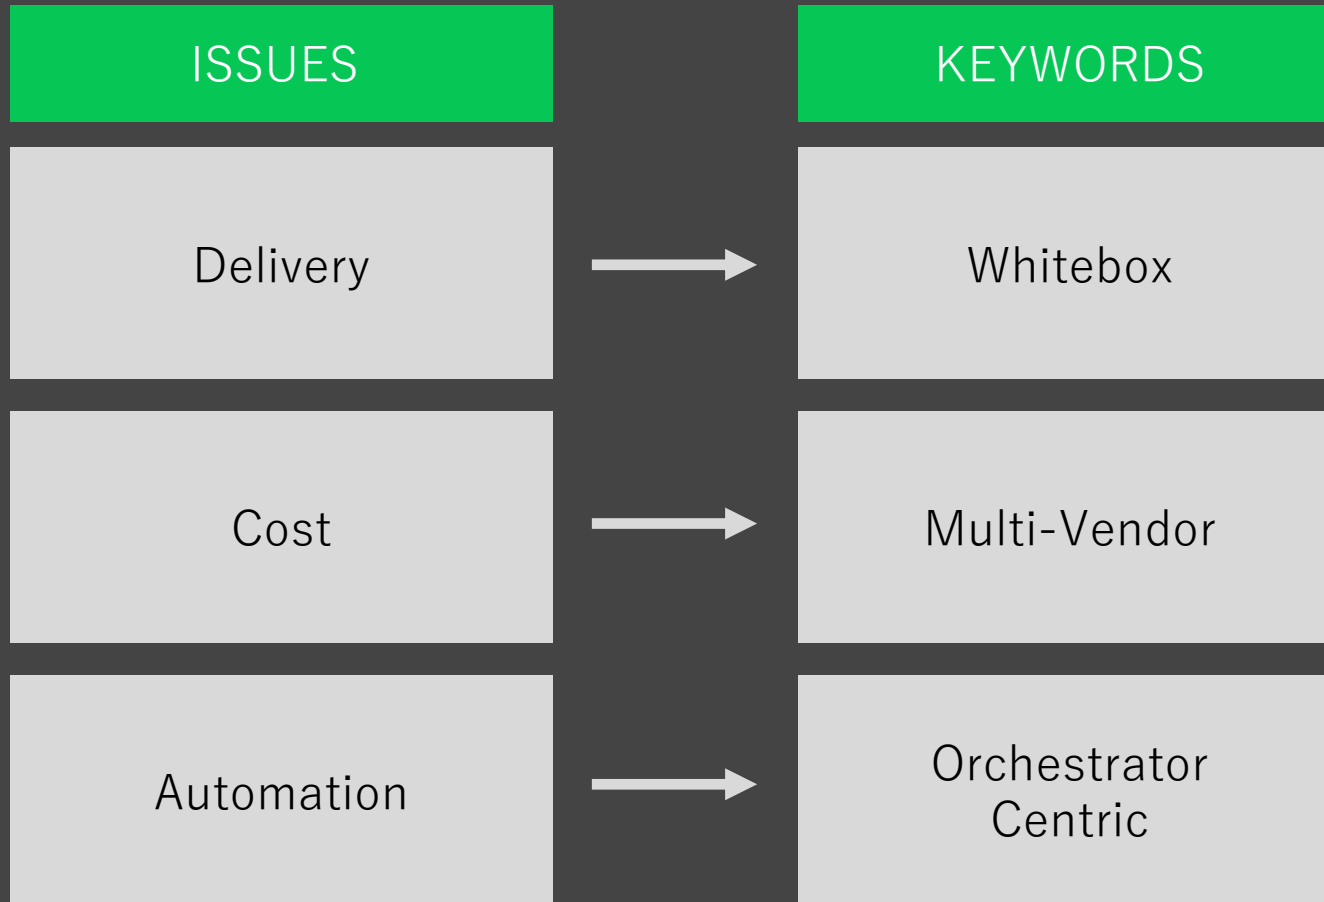 ISSUES
KEYWORDS
Delivery
Whitebox
Cost
Multi-Vendor
Automation
Orchestrator
Centric